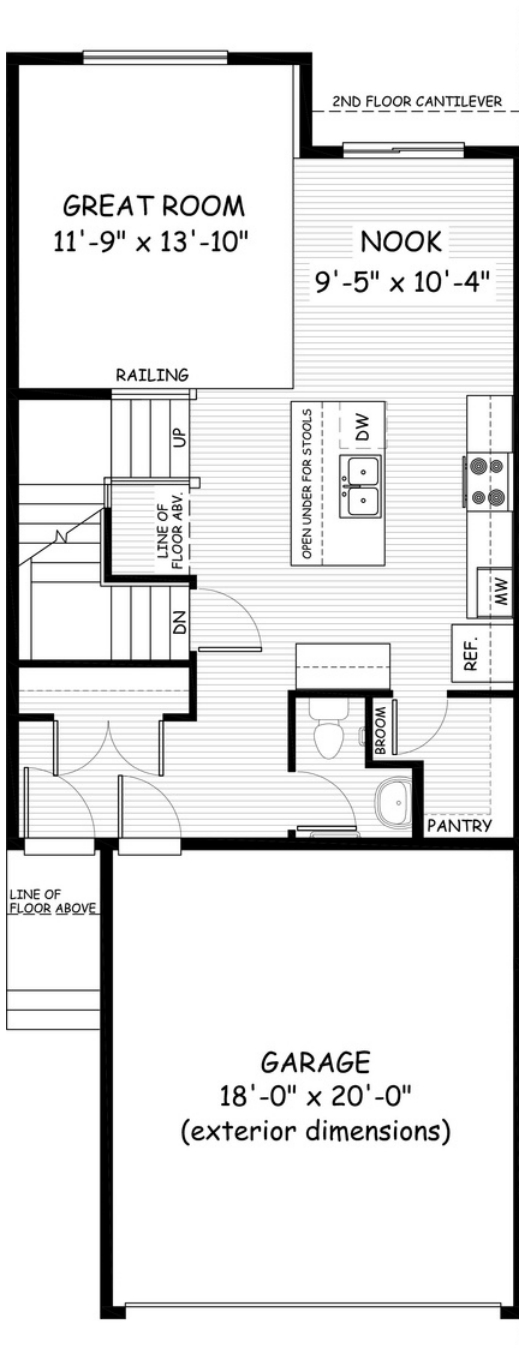 2ND FLOOR CANTILEVER
GREAT ROOM
11'-9" x 13'-10"
NOOK
9'-5" x 10'-4"
RAILING
UP
OPEN UNDER FOR STOOLS
DW
LINE OF
FLOOR ABV.
MW
DN
REF.
BROOM
PANTRY
LINE OF
FLOOR ABOVE
GARAGE
18'-0" x 20'-0"
(exterior dimensions)